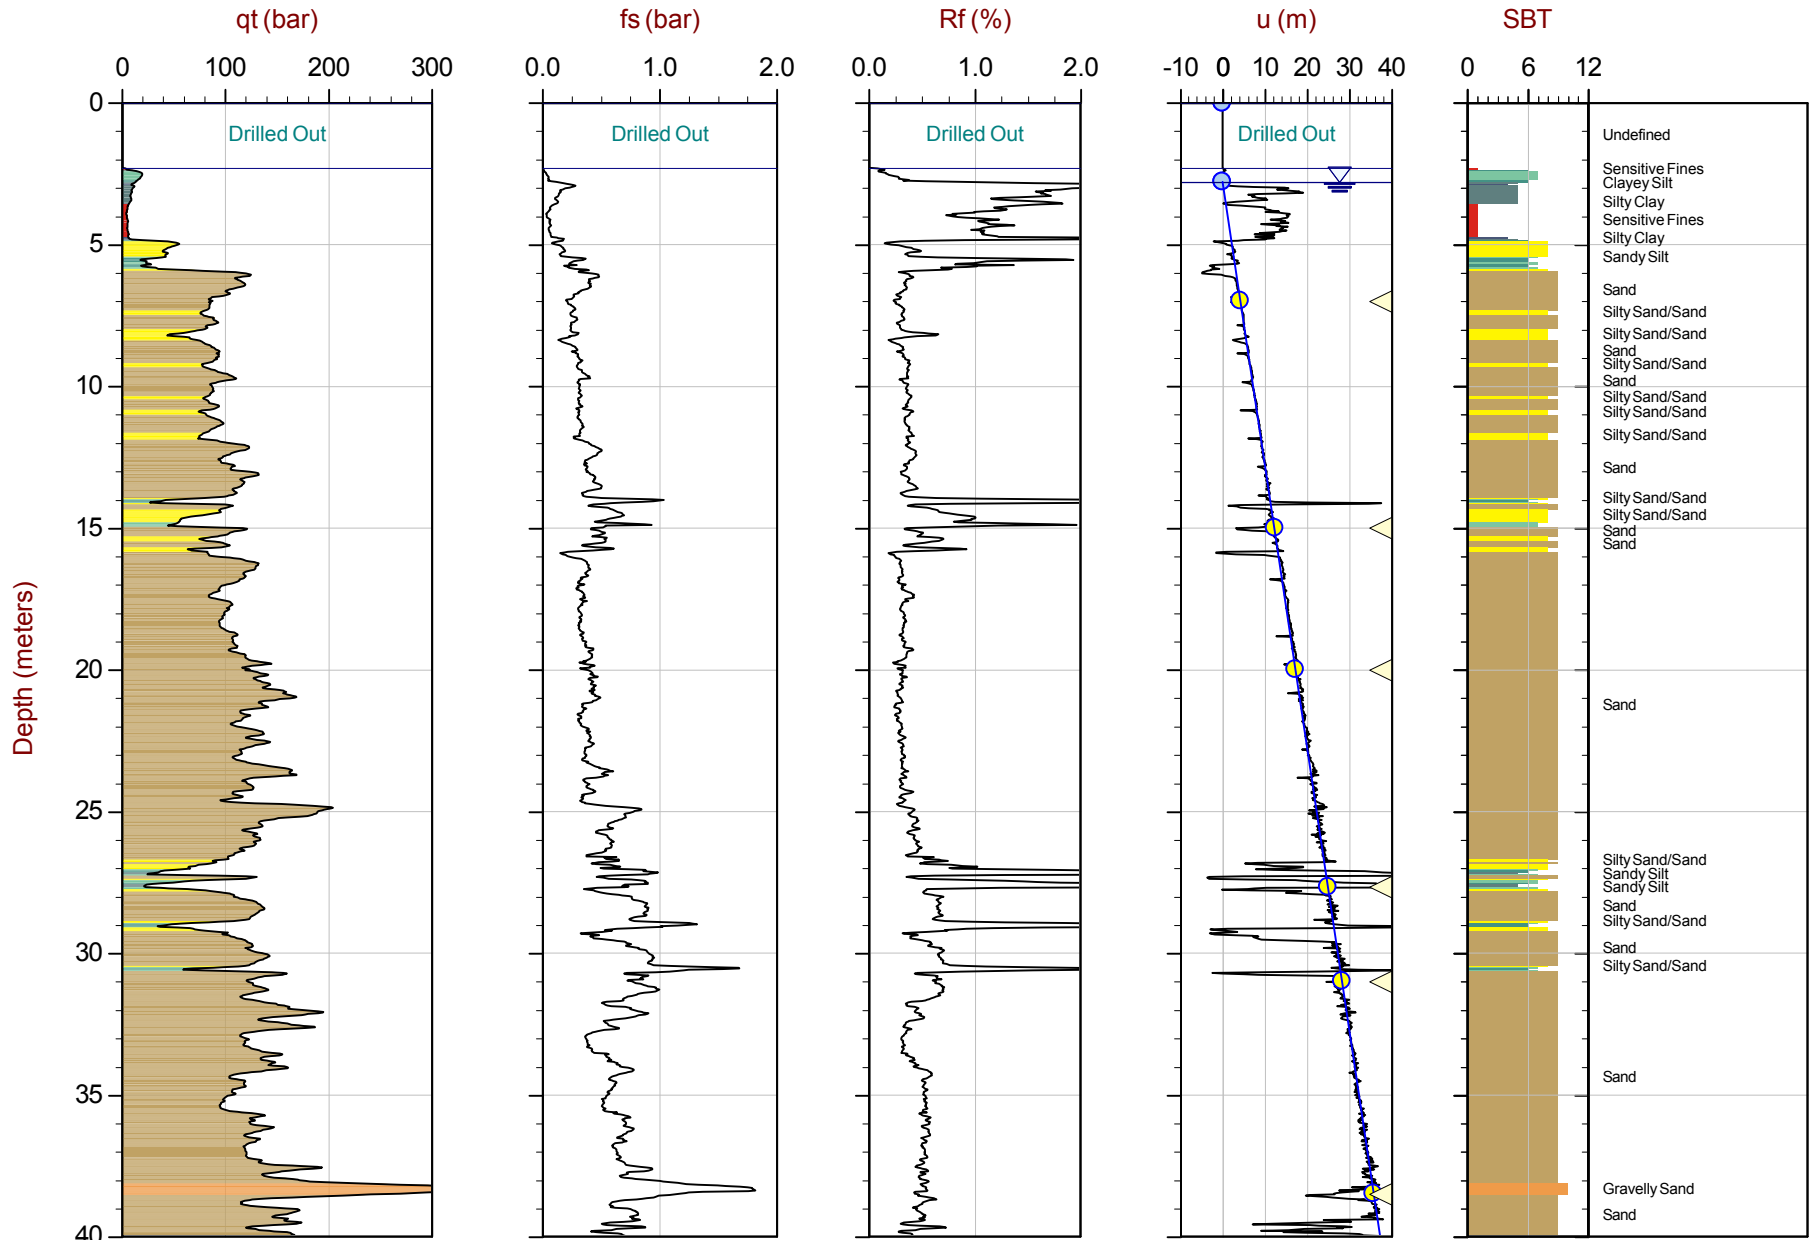 qt (bar) fs (bar) Rf (%) u (m) SBT
0 100 200 300 0.0 1.0 2.0 0.0 1.0 2.0 -10 0 10 20 30 40 0 6 12
0
Drilled Out Drilled Out Drilled Out Drilled Out Undefined
Sensitive Fines
Clayey Silt
Silty Clay
Sensitive Fines
Silty Clay
5
Sandy Silt
Sand
Silty Sand/Sand
Silty Sand/Sand
Sand
Silty Sand/Sand
Sand
10
Silty Sand/Sand
Silty Sand/Sand
Silty Sand/Sand
Sand
Silty Sand/Sand
Silty Sand/Sand
15
Sand
Sand
Depth (meters)
20
Sand
25
Silty Sand/Sand
Sandy Silt
Sandy Silt
Sand
Silty Sand/Sand
Sand
30
Silty Sand/Sand
Sand
35
Gravelly Sand
Sand
40